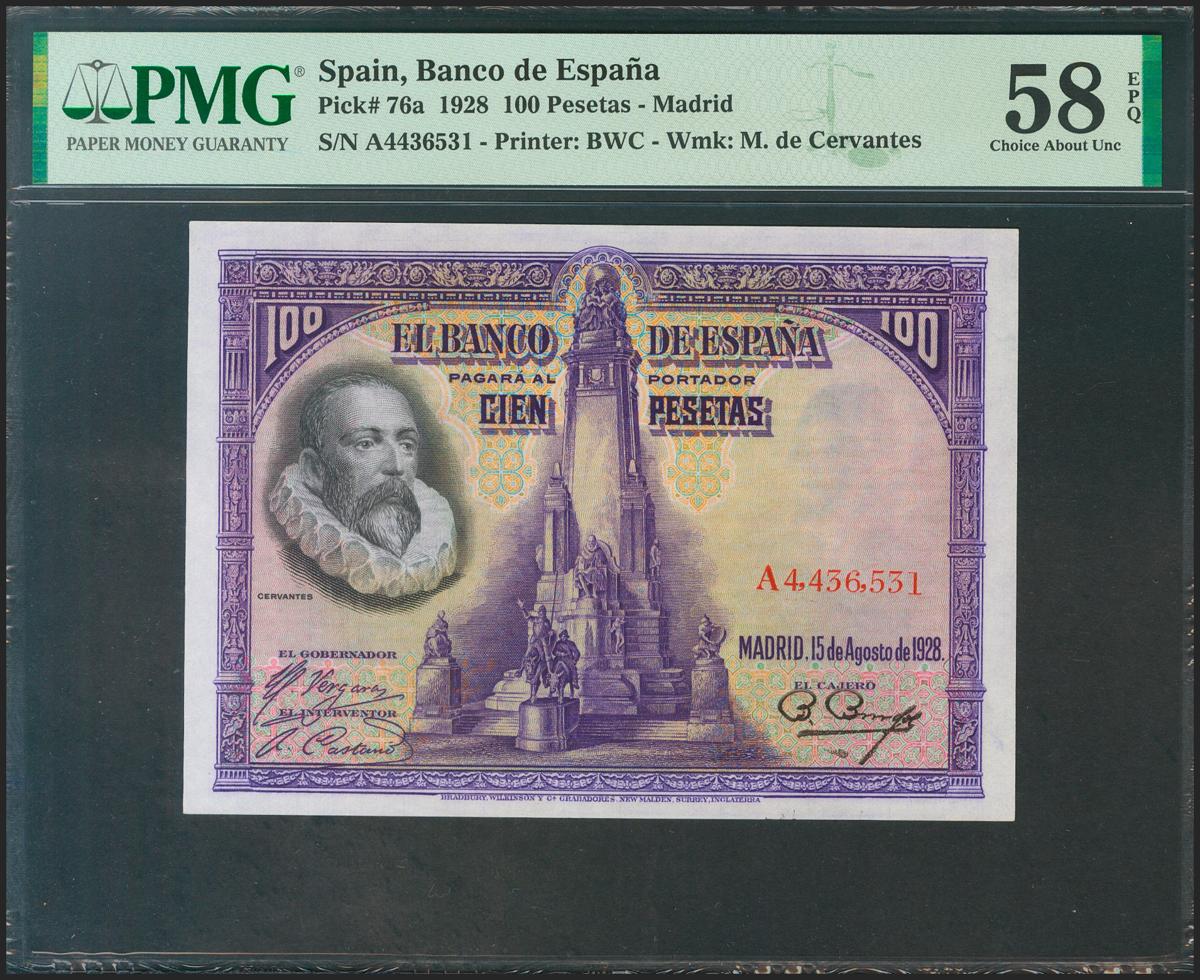 PMG®
PAPER MONEY GUARANTY
Spain, Banco de España
Pick# 76a 1928 100 Pesetas - Madrid
S/N A4436531 - Printer: BWC - Wmk: M. de Cervantes
58 EPQ
Choice About Unc
100 100
EL BANCO DE ESPAÑA
PAGARÁ AL PORTADOR
CIEN PESETAS
CERVANTES
A4,436,531
MADRID, 15 de Agosto de 1928.
EL GOBERNADOR
Vergara
EL INTERVENTOR
A. Castaño
EL CAJERO
BRADBURY, WILKINSON Y Cª GRABADORES. NEW MALDEN, SURREY, INGLATERRA